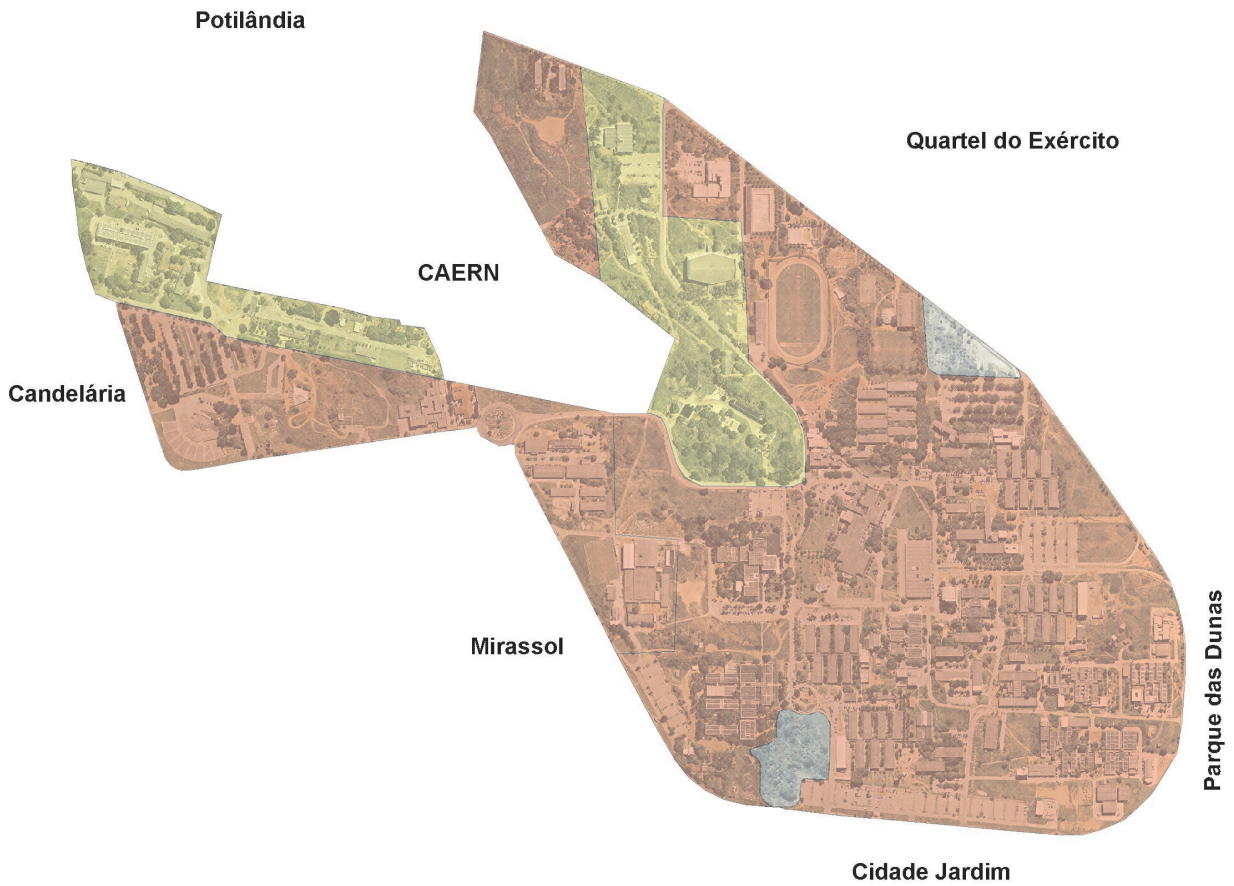 Potilândia
Quartel do Exército
CAERN
Candelária
Mirassol
Parque das Dunas
Cidade Jardim